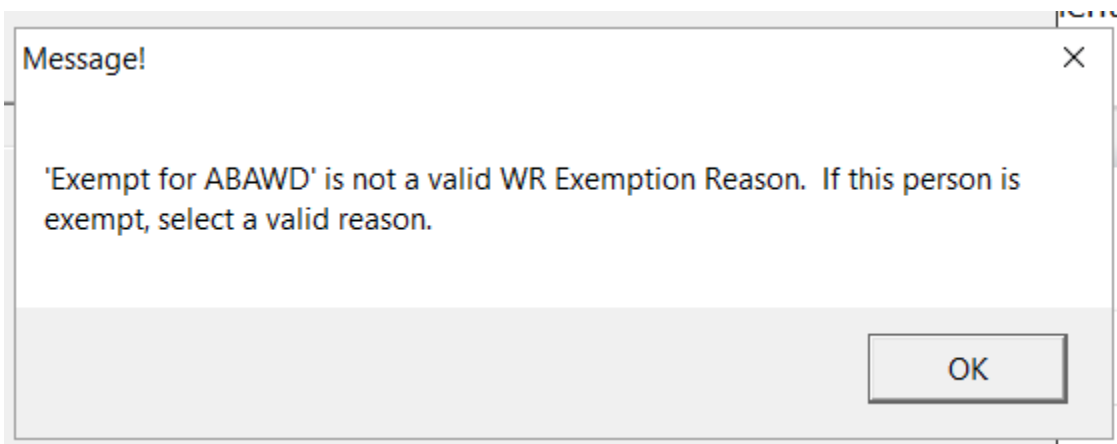 Message!
'Exempt for ABAWD' is not a valid WR Exemption Reason.  If this person is
exempt, select a valid reason.
OK